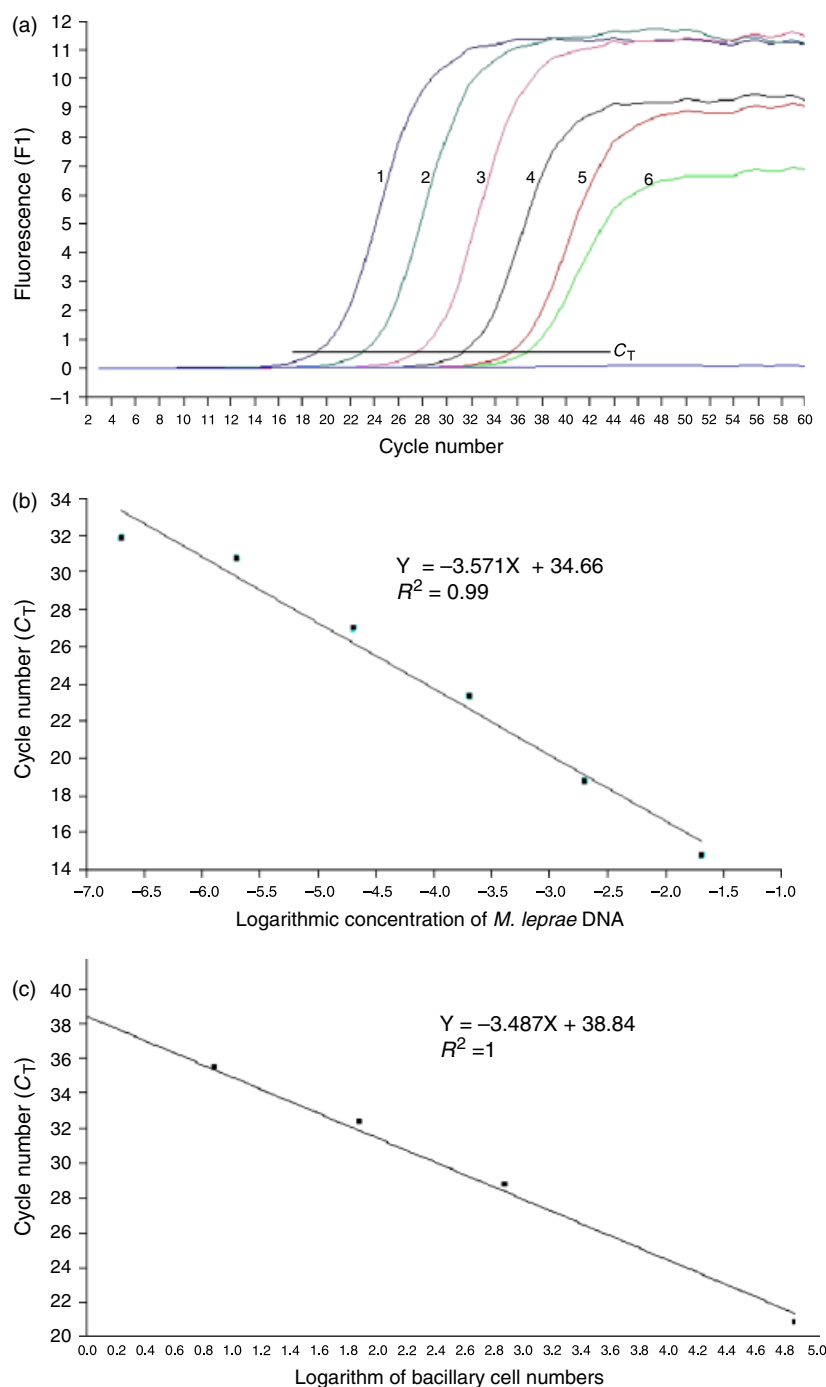 (a)
12
11
10
9
8
7
6
5
4
3
2
1
0
−1
Fluorescence (F1)
1 2 3 4 5 6
C_T
2 4 6 8 10 12 14 16 18 20 22 24 26 28 30 32 34 36 38 40 42 44 46 48 50 52 54 56 58 60
Cycle number
(b)
34
32
30
28
26
24
22
20
18
16
14
Cycle number (C_T)
Y = −3.571X + 34.66
R² = 0.99
−7.0 −6.5 −6.0 −5.5 −5.0 −4.5 −4.0 −3.5 −3.0 −2.5 −2.0 −1.5 −1.0
Logarithmic concentration of M. leprae DNA
(c)
40
38
36
34
32
30
28
26
24
22
20
Cycle number (C_T)
Y = −3.487X + 38.84
R² =1
0.0 0.2 0.4 0.6 0.8 1.0 1.2 1.4 1.6 1.8 2.0 2.2 2.4 2.6 2.8 3.0 3.2 3.4 3.6 3.8 4.0 4.2 4.4 4.6 4.8 5.0
Logarithm of bacillary cell numbers